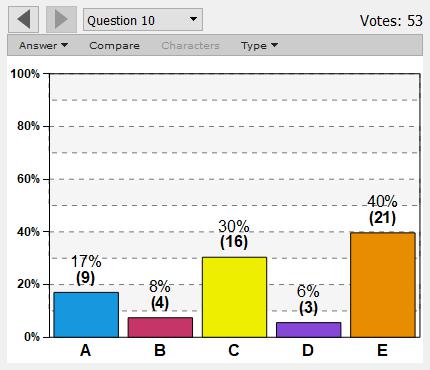 Question 10
Votes: 53
Answer
Compare
Characters
Type
100%
80%
60%
40%
20%
0%
17%
(9)
8%
(4)
30%
(16)
6%
(3)
40%
(21)
A
B
C
D
E